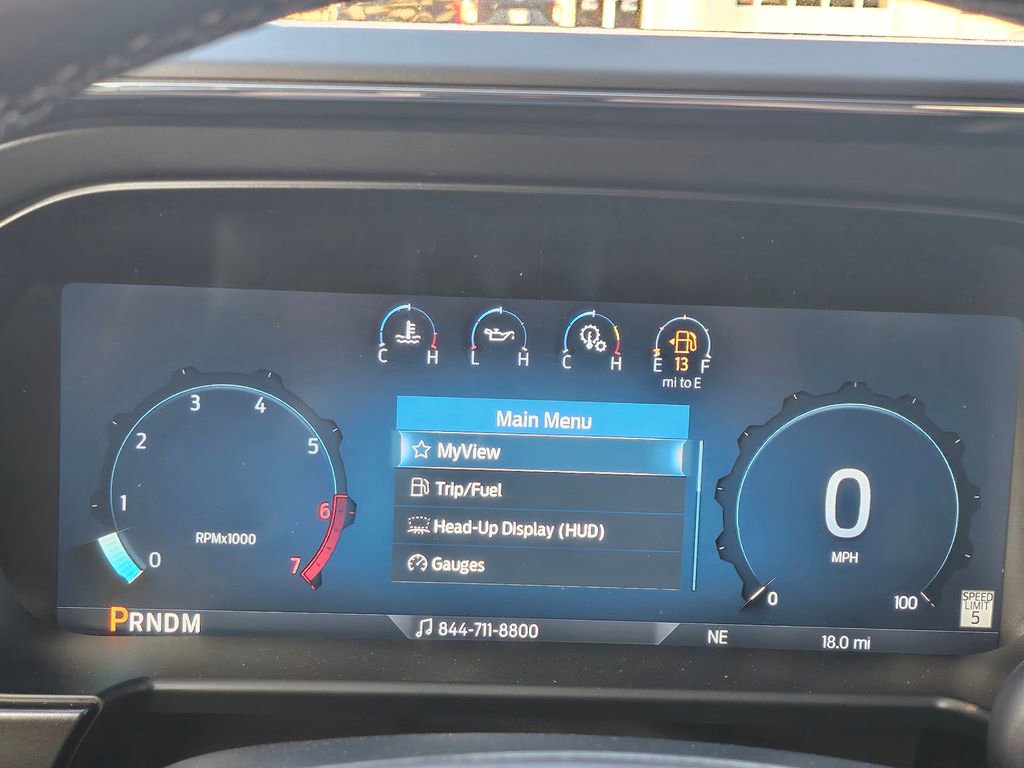 C H
L H
C H
E 13 F
mi to E
Main Menu
MyView
Trip/Fuel
Head-Up Display (HUD)
Gauges
0
1
2
3
4
5
6
7
RPMx1000
0
MPH
0
100
SPEED
LIMIT
5
PRNDM
844-711-8800
NE
18.0 mi